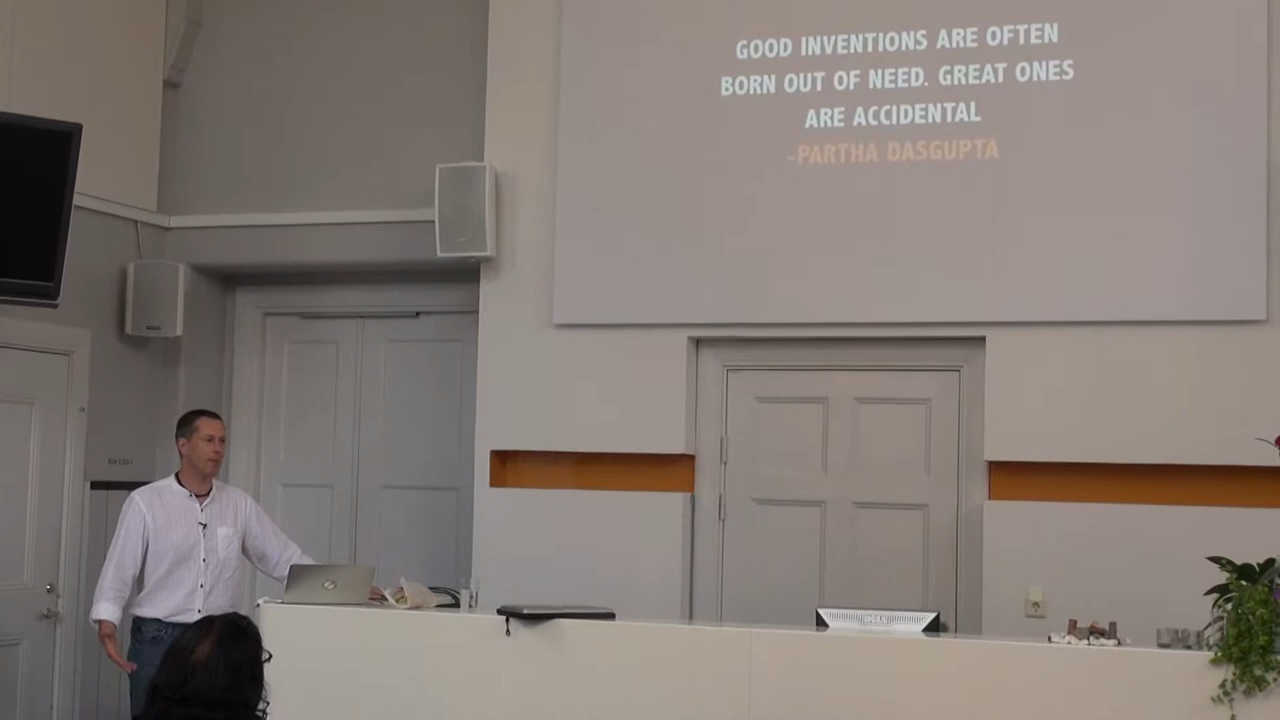 GOOD INVENTIONS ARE OFTEN
BORN OUT OF NEED. GREAT ONES
ARE ACCIDENTAL
-PARTHA DASGUPTA